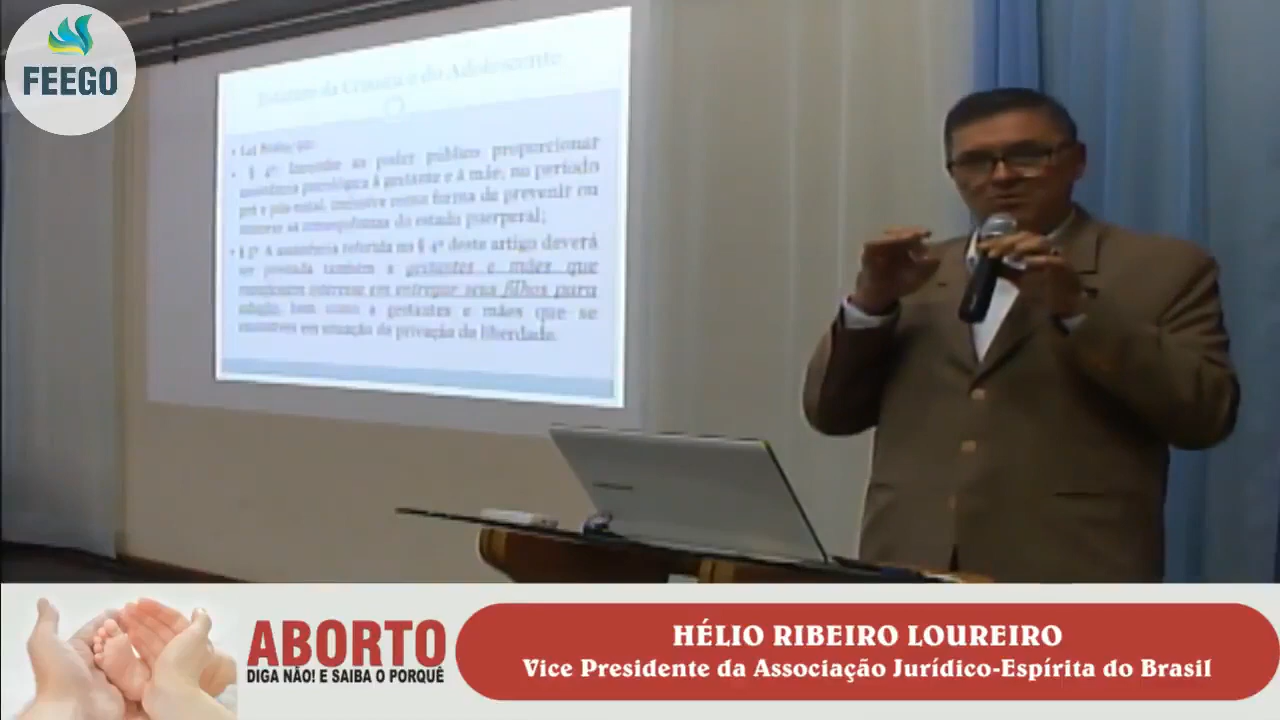 FEEGO
Estatuto da Criança e do Adolescente
• Lei
• § 4º Incumbe ao poder público proporcionar
assistência psicológica à gestante e à mãe, no período
pré e pós-natal, inclusive como forma de prevenir ou
as consequências do estado puerperal;
• § 5º A assistência referida no § 4º deste artigo deverá
ser prestada também a gestantes e mães que
manifestem interesse em entregar seus filhos para
adoção, bem como a gestantes e mães que se
encontrem em situação de privação de liberdade.
ABORTO
DIGA NÃO! E SAIBA O PORQUÊ
HÉLIO RIBEIRO LOUREIRO
Vice Presidente da Associação Jurídico-Espírita do Brasil